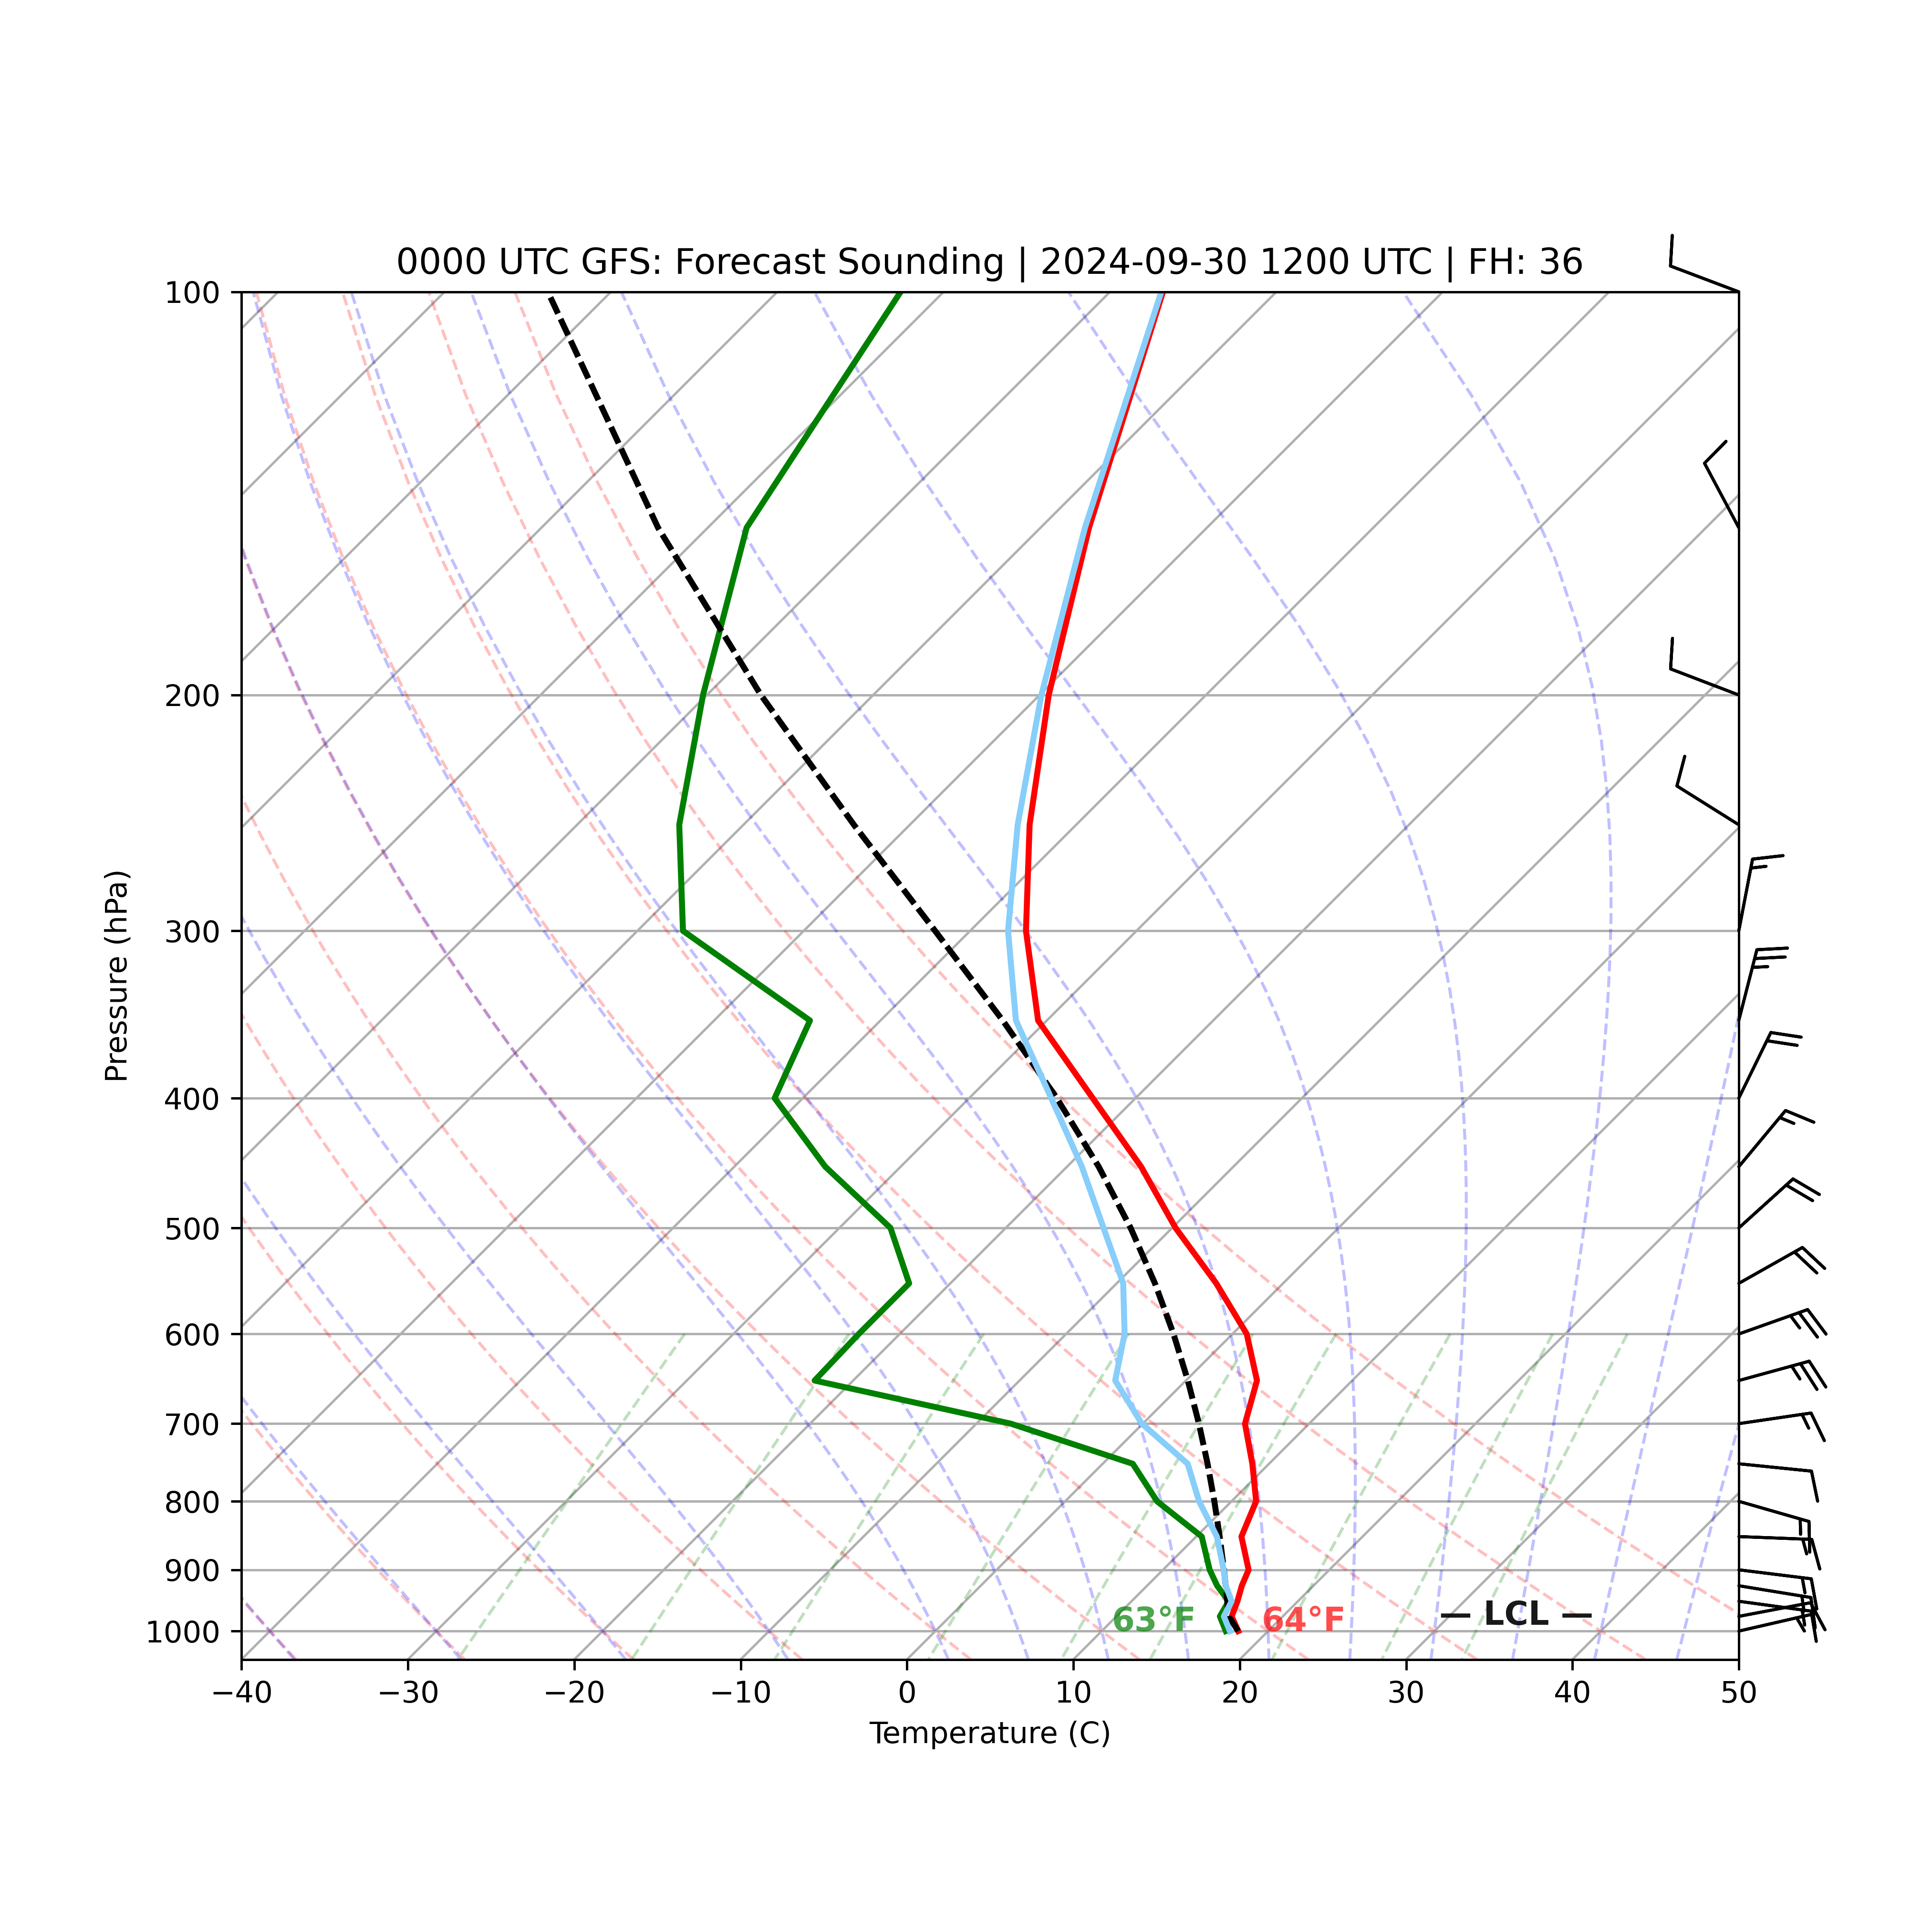 0000 UTC GFS: Forecast Sounding | 2024-09-30 1200 UTC | FH: 36
100
200
300
400
500
600
700
800
900
1000
Pressure (hPa)
63°F
64°F
— LCL —
−40 −30 −20 −10 0 10 20 30 40 50
Temperature (C)